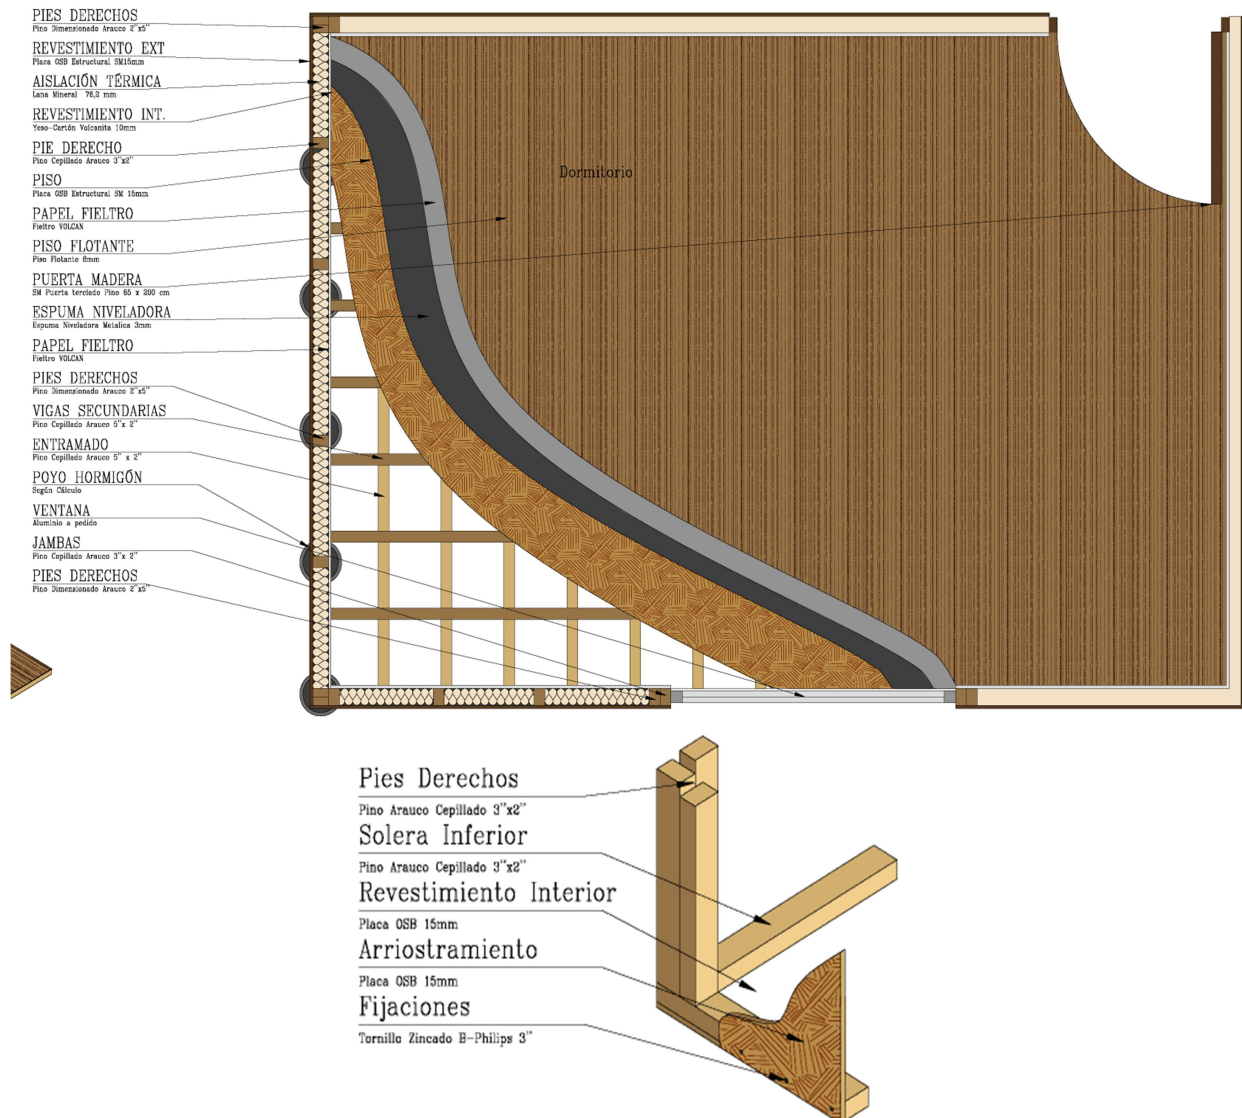 PIES DERECHOS
Pino Dimensionado Arauco 2"x5"
REVESTIMIENTO EXT
Placa OSB Estructural SM15mm
AISLACIÓN TÉRMICA
Lana Mineral 76,2 mm
REVESTIMIENTO INT.
Yeso-Cartón Volcanita 10mm
PIE DERECHO
Pino Cepillado Arauco 3"x2"
PISO
Placa OSB Estructural SM 15mm
PAPEL FIELTRO
Fieltro VOLCAN
PISO FLOTANTE
Piso Flotante 8mm
PUERTA MADERA
SM Puerta terciado Pino 65 x 200 cm
ESPUMA NIVELADORA
Espuma Niveladora Metalica 3mm
PAPEL FIELTRO
Fieltro VOLCAN
PIES DERECHOS
Pino Dimensionado Arauco 2"x5"
VIGAS SECUNDARIAS
Pino Cepillado Arauco 5"x 2"
ENTRAMADO
Pino Cepillado Arauco 5" x 2"
POYO HORMIGÓN
Según Cálculo
VENTANA
Aluminio a pedido
JAMBAS
Pino Cepillado Arauco 3"x 2"
PIES DERECHOS
Pino Dimensionado Arauco 2"x5"
Dormitorio
Pies Derechos
Pino Arauco Cepillado 3"x2"
Solera Inferior
Pino Arauco Cepillado 3"x2"
Revestimiento Interior
Placa OSB 15mm
Arriostramiento
Placa OSB 15mm
Fijaciones
Tornillo Zincado B-Philips 3"